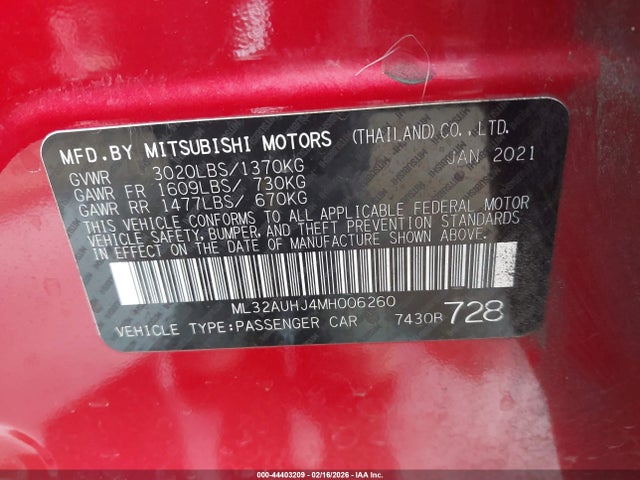 MFD.BY MITSUBISHI MOTORS (THAILAND) CO.,LTD.
GVWR 3020LBS/1370KG JAN 2021
GAWR FR 1609LBS/ 730KG
GAWR RR 1477LBS/ 670KG
THIS VEHICLE CONFORMS TO ALL APPLICABLE FEDERAL MOTOR
VEHICLE SAFETY, BUMPER, AND THEFT PREVENTION STANDARDS
IN EFFECT ON THE DATE OF MANUFACTURE SHOWN ABOVE.
ML32AUHJ4MH006260
VEHICLE TYPE:PASSENGER CAR 7430R 728
000-44403209 - 02/16/2026 - IAA Corp.